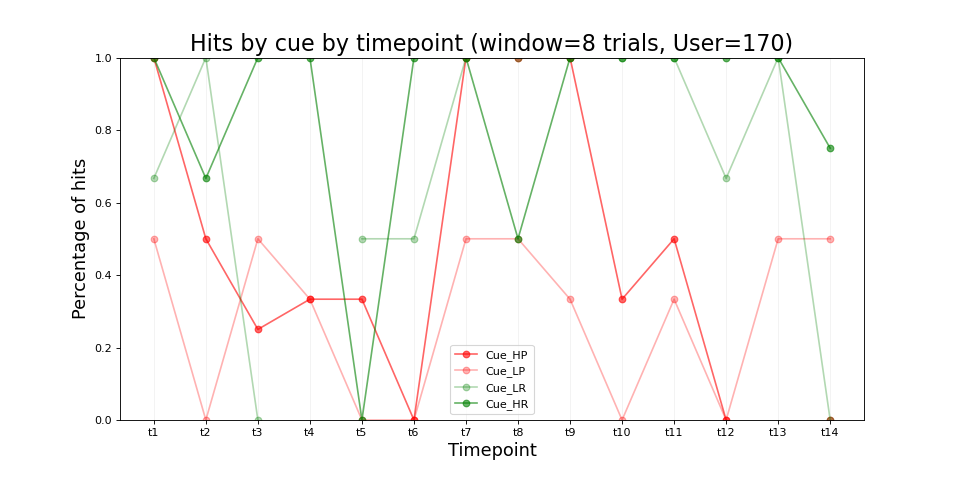 Hits by cue by timepoint (window=8 trials, User=170)
1.0
0.8
0.6
0.4
0.2
0.0
Percentage of hits
Cue_HP
Cue_LP
Cue_LR
Cue_HR
t1 t2 t3 t4 t5 t6 t7 t8 t9 t10 t11 t12 t13 t14
Timepoint